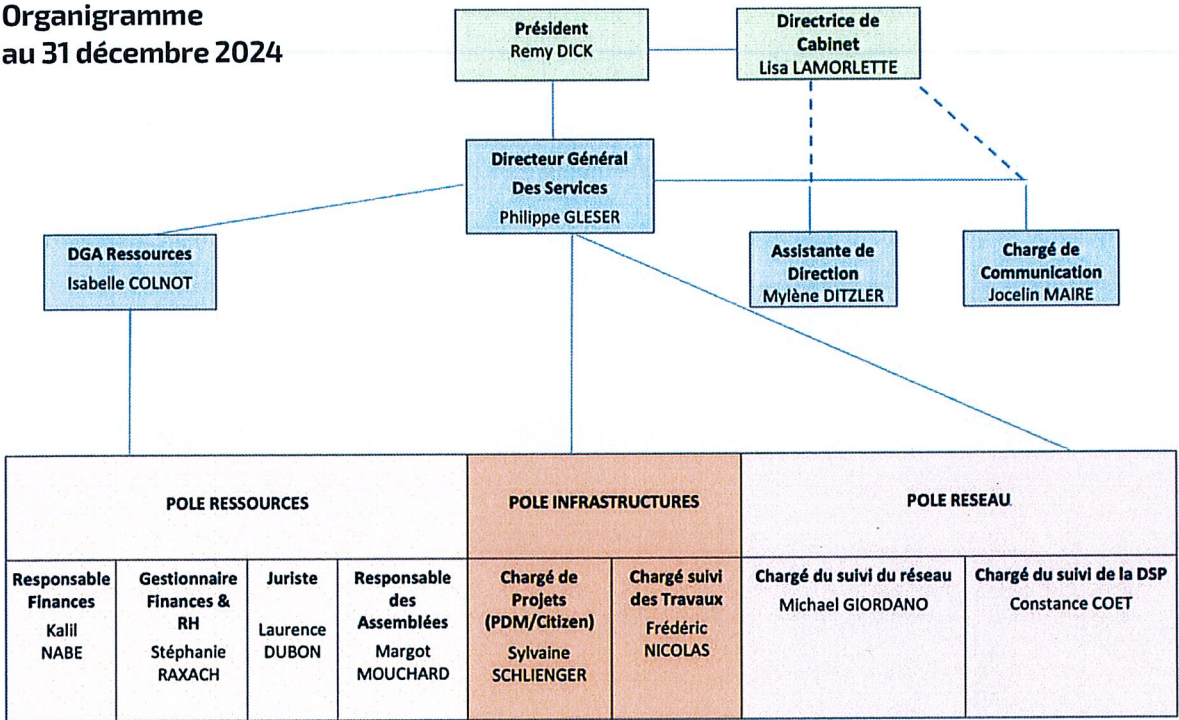 Organigramme
au 31 décembre 2024
Président
Remy DICK
Directrice de
Cabinet
Lisa LAMORLETTE
Directeur Général
Des Services
Philippe GLESER
DGA Ressources
Isabelle COLNOT
Assistante de
Direction
Mylène DITZLER
Chargé de
Communication
Jocelin MAIRE
POLE RESSOURCES
POLE INFRASTRUCTURES
POLE RESEAU
Responsable
Finances
Kalil
NABE
Gestionnaire
Finances &
RH
Stéphanie
RAXACH
Juriste
Laurence
DUBON
Responsable
des
Assemblées
Margot
MOUCHARD
Chargé de
Projets
(PDM/Citizen)
Sylvaine
SCHLIENGER
Chargé suivi
des Travaux
Frédéric
NICOLAS
Chargé du suivi du réseau
Michael GIORDANO
Chargé du suivi de la DSP
Constance COET